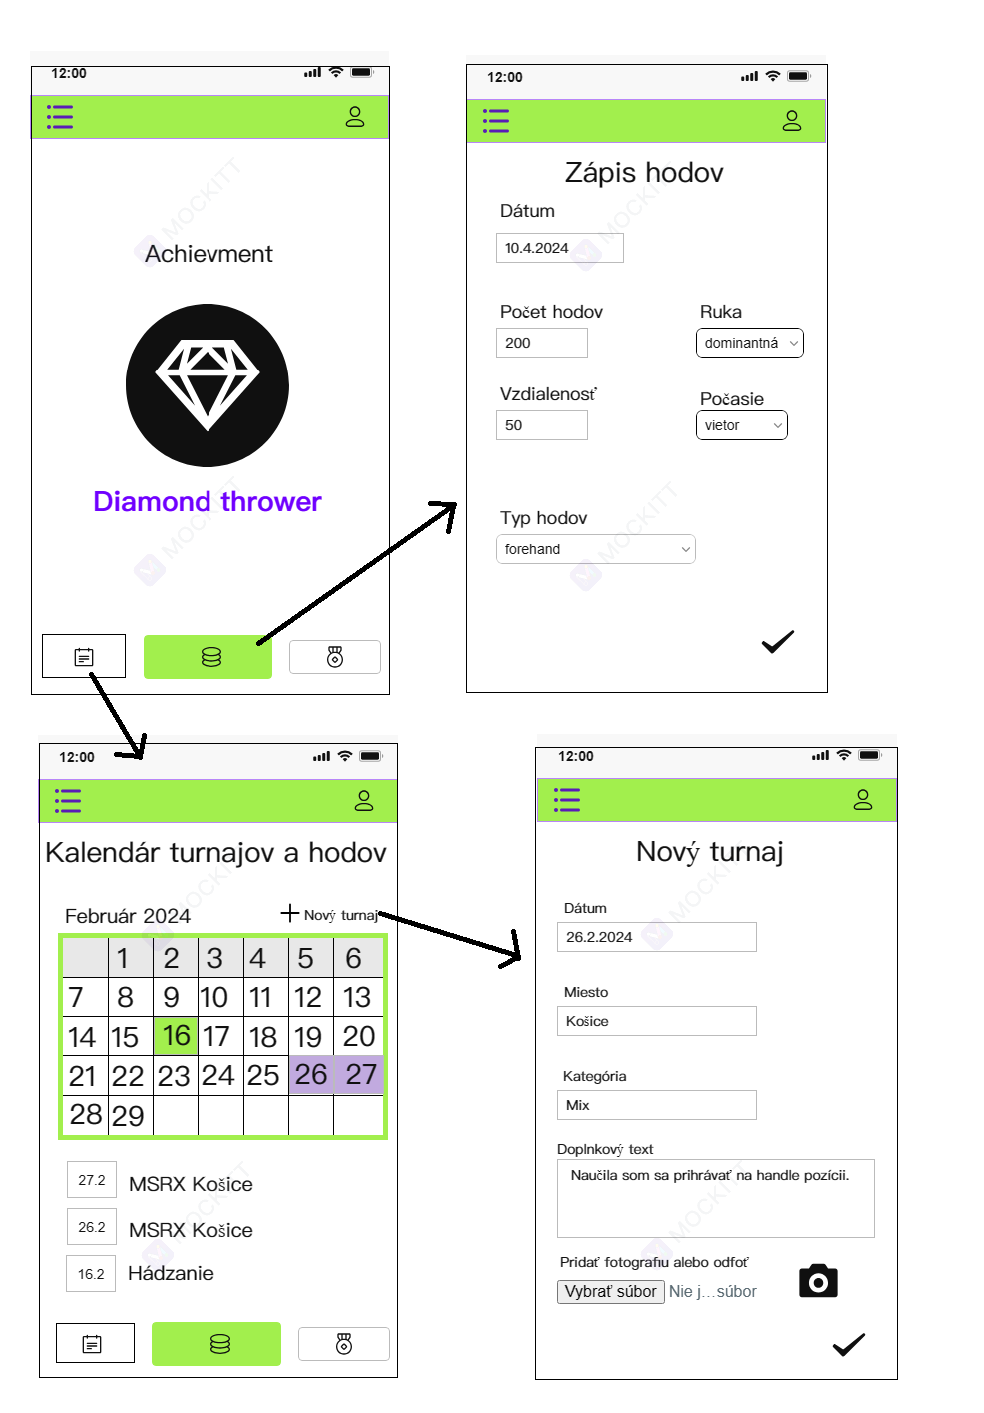 12:00
Achievment
Diamond thrower
MOCKITT
MOCKITT
12:00
Zápis hodov
Dátum
10.4.2024
Počet hodov
Ruka
200
dominantná
Vzdialenosť
Počasie
50
vietor
Typ hodov
forehand
MOCKITT
MOCKITT
12:00
Kalendár turnajov a hodov
Február 2024
Nový turnaj
1 2 3 4 5 6
7 8 9 10 11 12 13
14 15 16 17 18 19 20
21 22 23 24 25 26 27
28 29
27.2 MSRX Košice
26.2 MSRX Košice
16.2 Hádzanie
MOCKITT
MOCKITT
12:00
Nový turnaj
Dátum
26.2.2024
Miesto
Košice
Kategória
Mix
Doplnkový text
Naučila som sa prihrávať na handle pozícii.
Pridať fotografiu alebo odfoť
Vybrať súbor Nie j...súbor
MOCKITT
MOCKITT